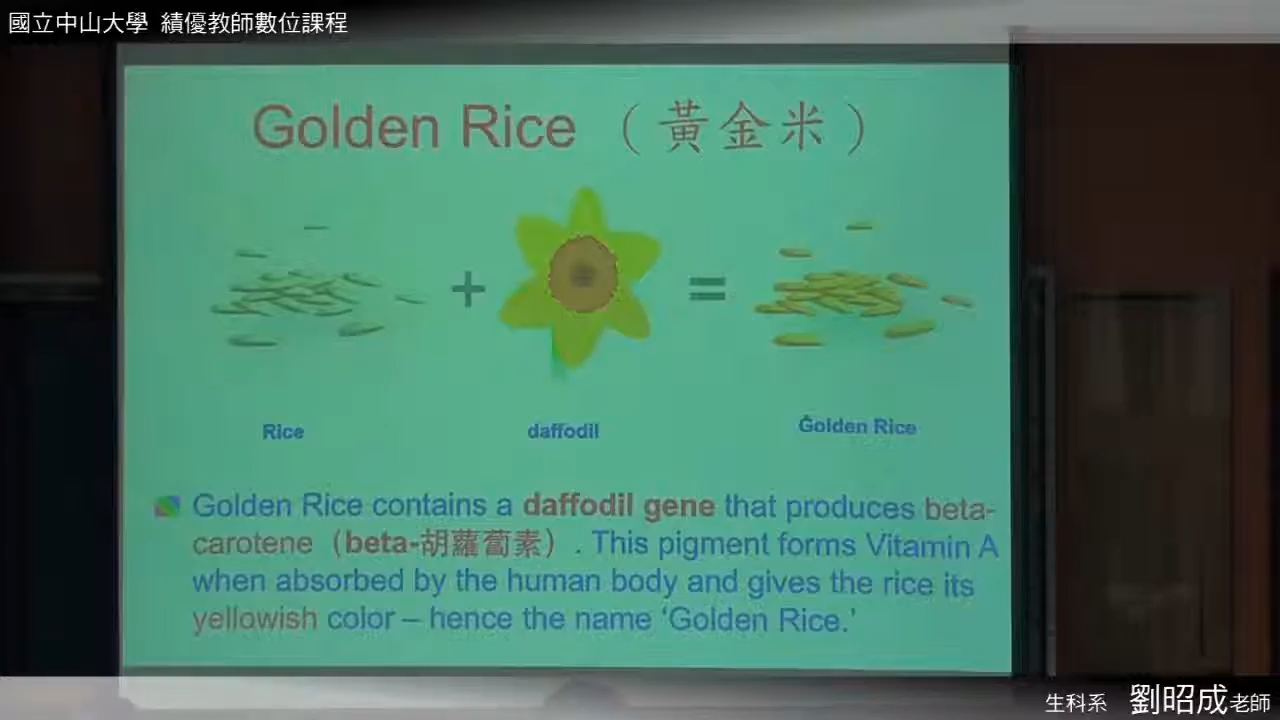 國立中山大學 績優教師數位課程
Golden Rice （黃金米）
+
=
Rice
daffodil
Golden Rice
Golden Rice contains a daffodil gene that produces beta-
carotene（beta-胡蘿蔔素）. This pigment forms Vitamin A
when absorbed by the human body and gives the rice its
yellowish color – hence the name ‘Golden Rice.’
生科系 劉昭成老師